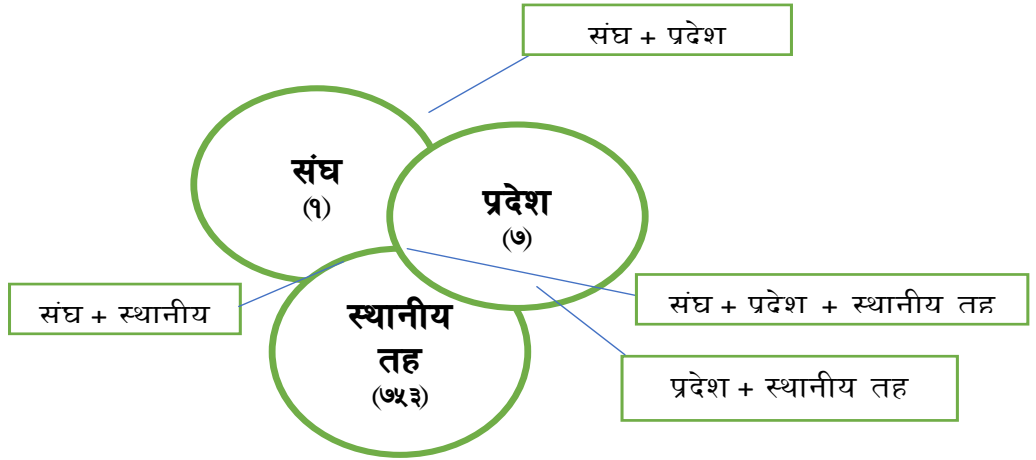 संघ + प्रदेश
संघ
(१)
प्रदेश
(७)
संघ + स्थानीय
स्थानीय
तह
(७५३)
संघ + प्रदेश + स्थानीय तह
प्रदेश + स्थानीय तह